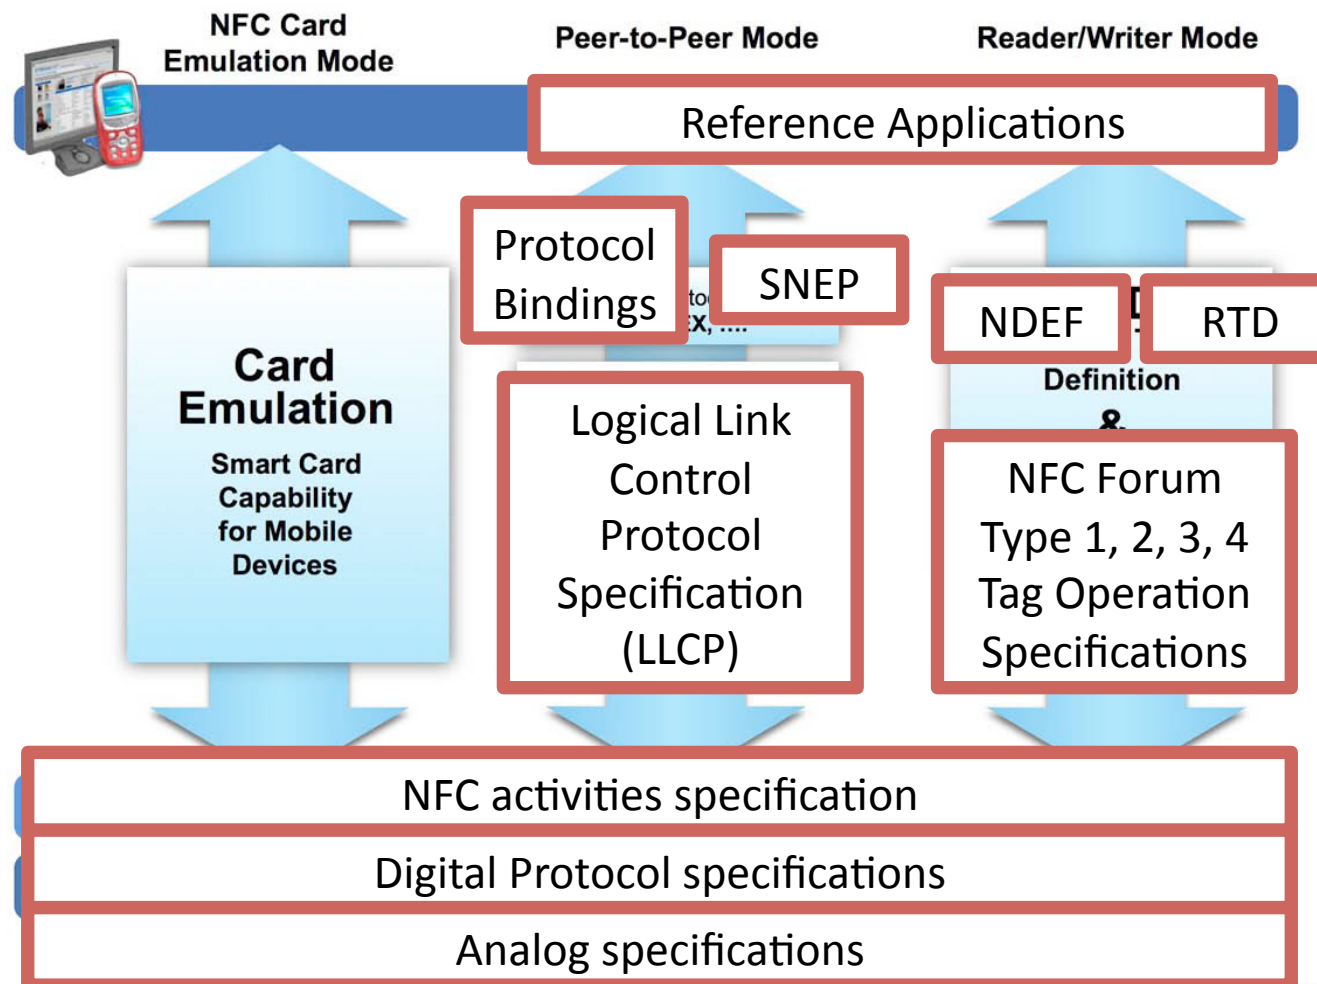 NFC Card
Emulation Mode
Peer-to-Peer Mode
Reader/Writer Mode
Reference Applications
Protocol
Bindings
SNEP
EX, ....
NDEF
RTD
Card
Emulation
Smart Card
Capability
for Mobile
Devices
Logical Link
Control
Protocol
Specification
(LLCP)
Definition
&
NFC Forum
Type 1, 2, 3, 4
Tag Operation
Specifications
NFC activities specification
Digital Protocol specifications
Analog specifications